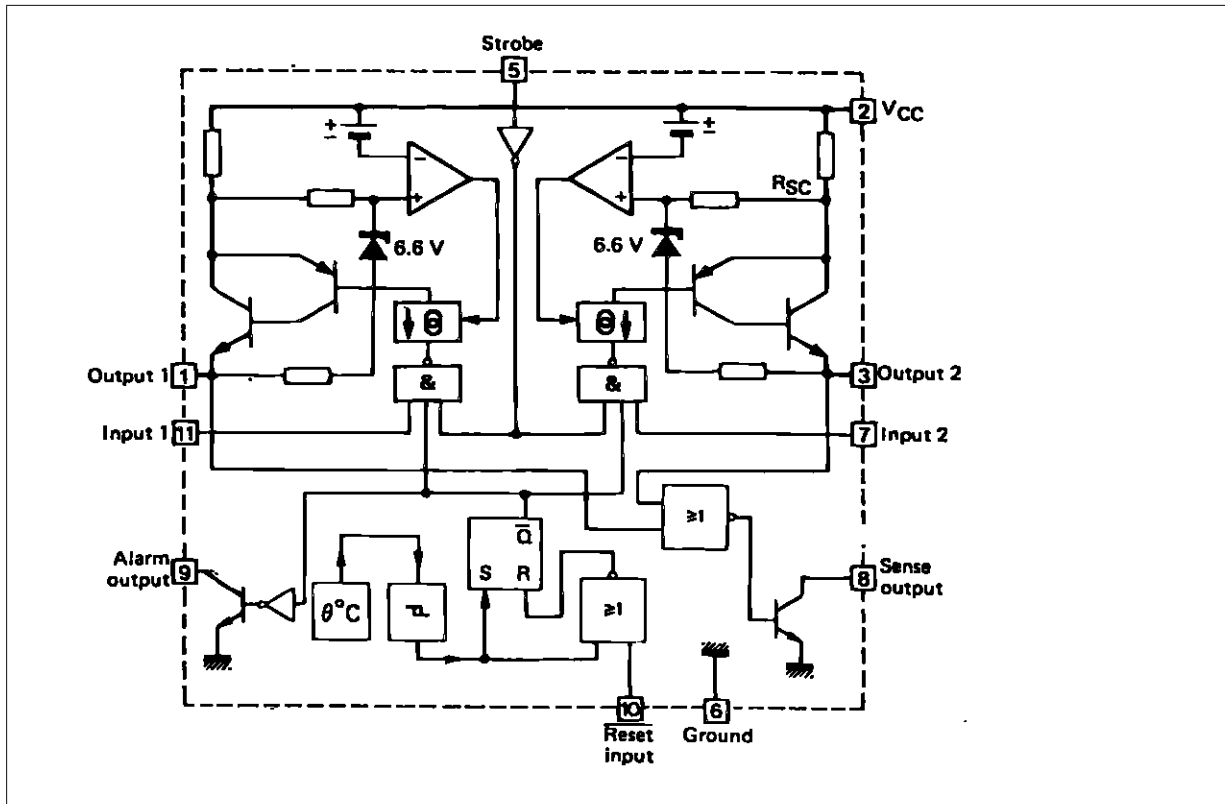 Strobe
5
2 VCC
± ±
− −
+ RSC +
6.6 V 6.6 V
θ θ
Output 1 1 & & 3 Output 2
Input 1 11 7 Input 2
≥1
Q̅
Alarm output 9 S R 8 Sense output
θ°C ≥1
10 6
R̅e̅s̅e̅t̅ Ground
input